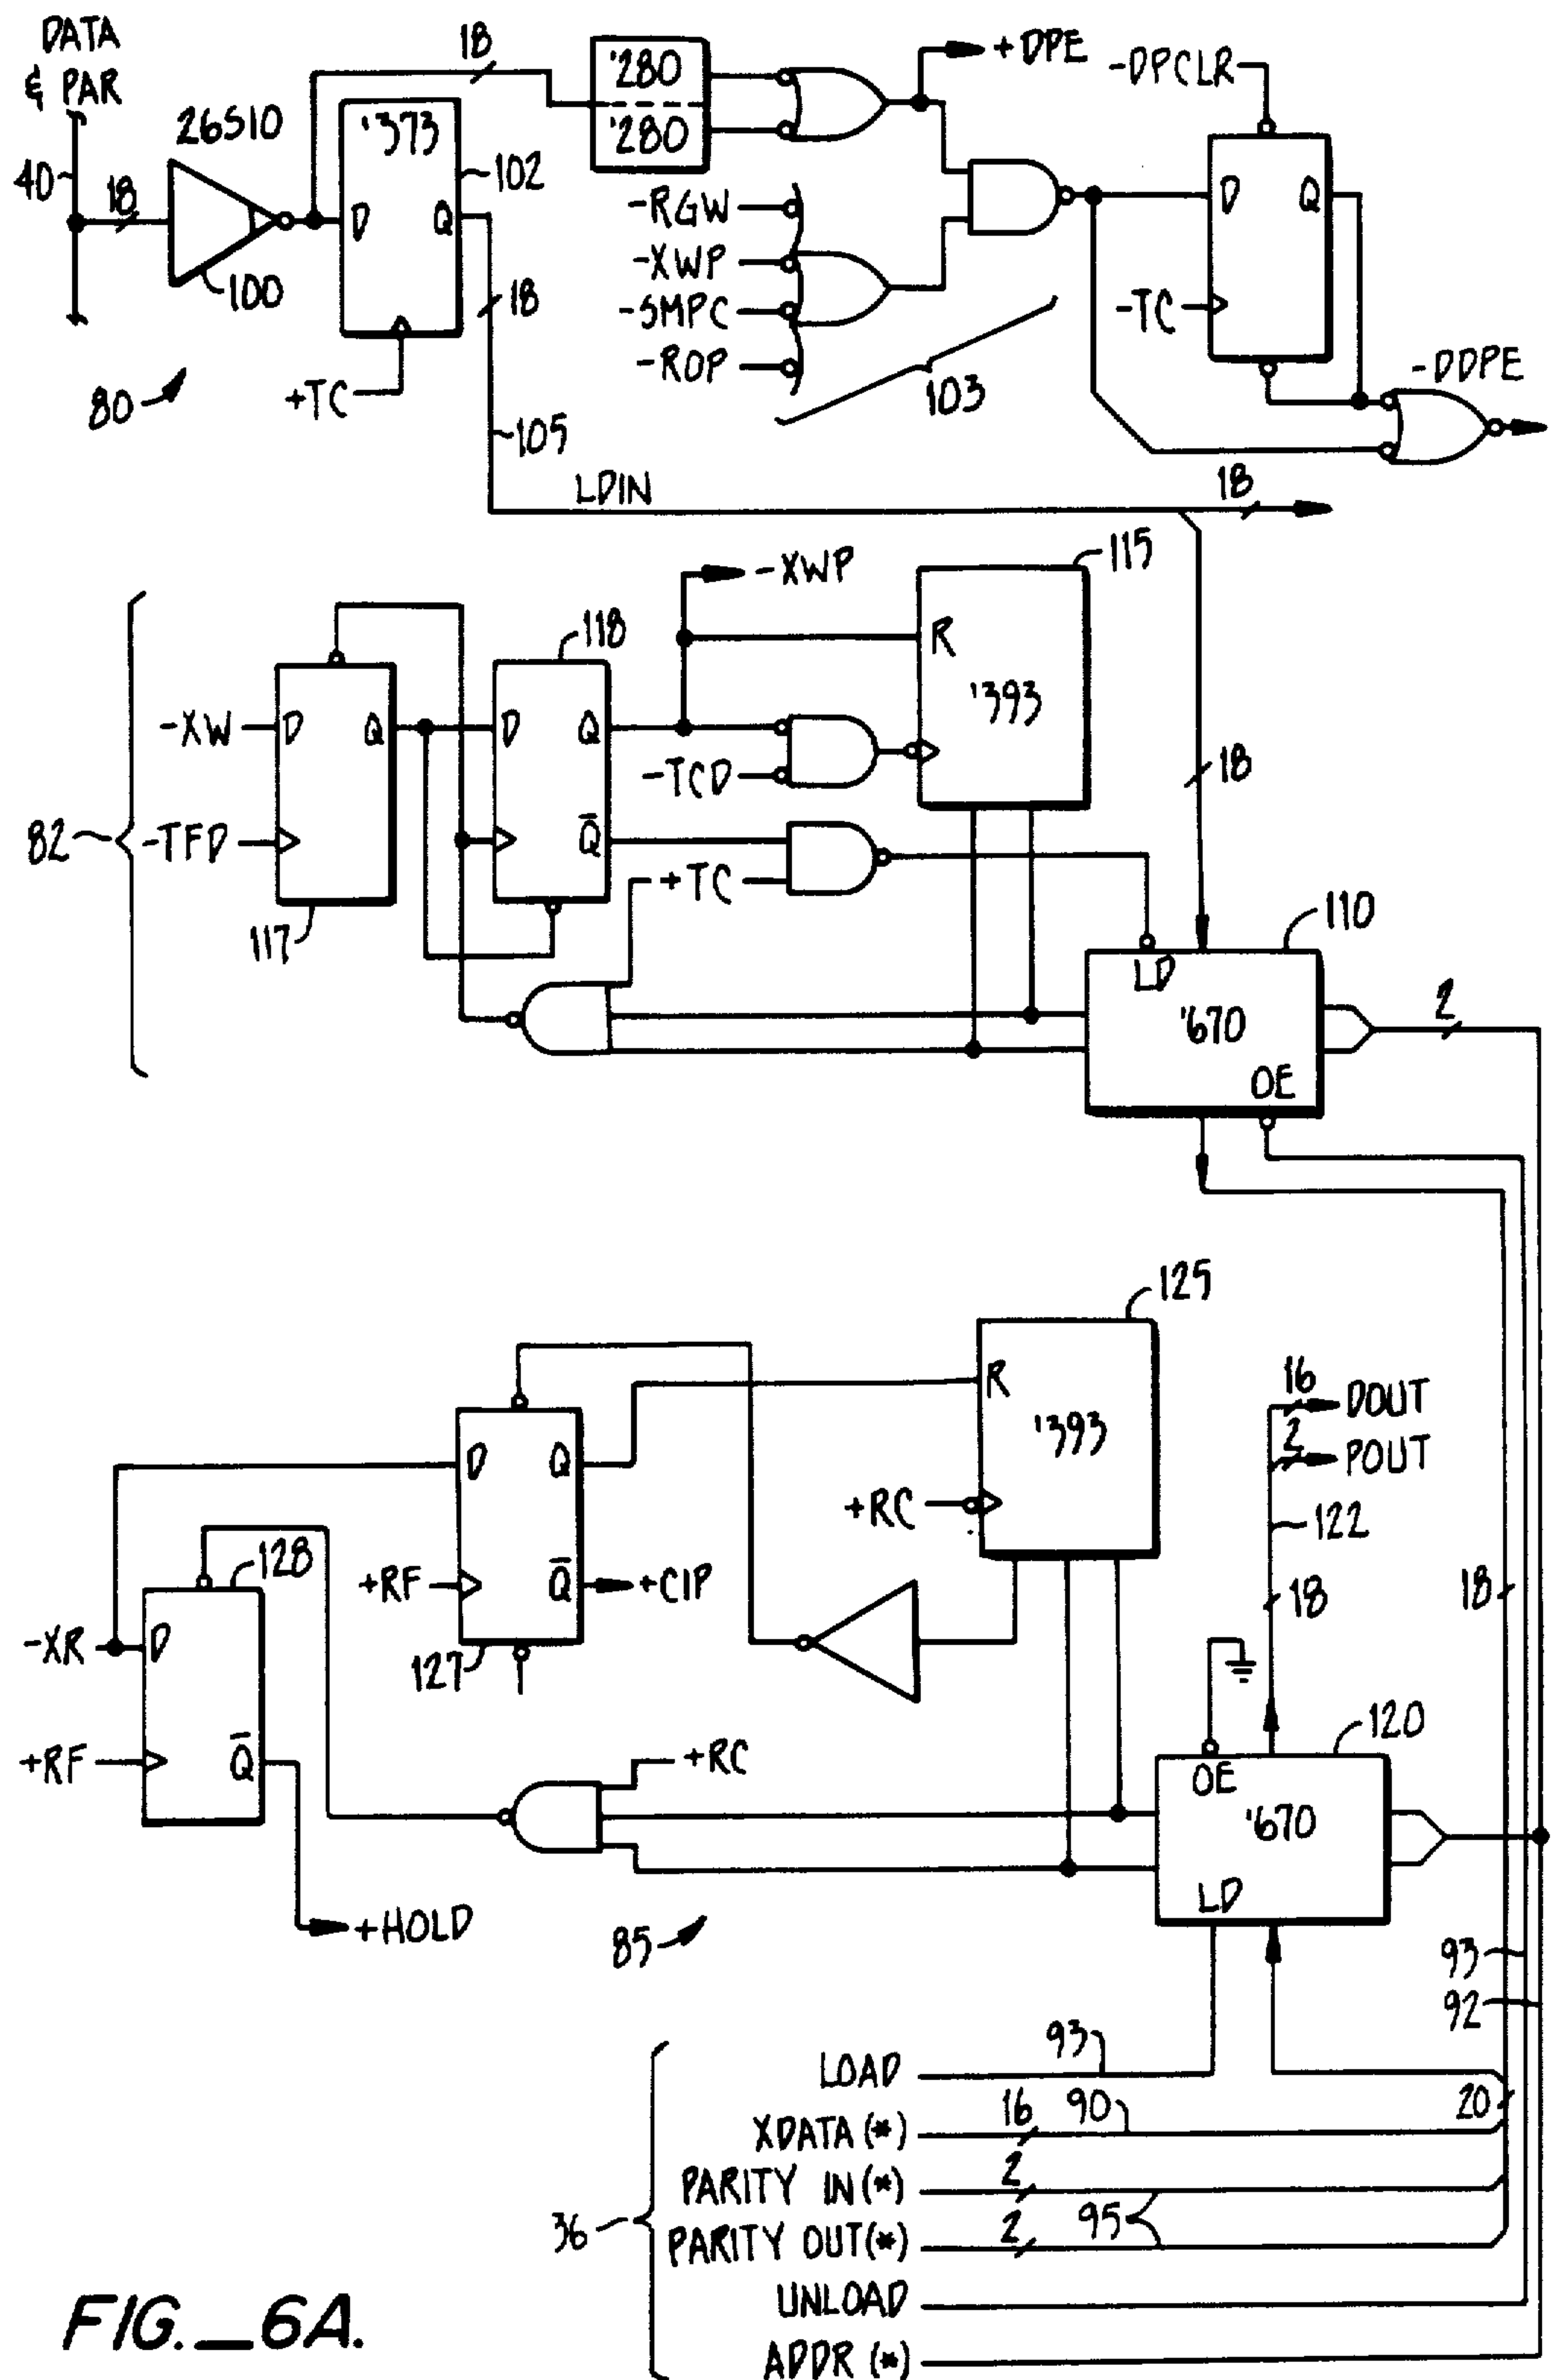 DATA
& PAR
40
18
26S10
100
'373
102
D
Q
+TC
80
18
105
18
'280
'280
+DPE
-RGW
-XWP
-SMPC
-ROP
103
-DPCLR
D
Q
-TC
-DDPE
LDIN
18
82
-XW
D
Q
-TFD
117
118
D
Q
Q̅
-XWP
-TCD
+TC
115
R
'393
18
110
LD
'670
OE
2
125
R
'393
+RC
D
Q
+RF
Q̅
+CIP
127
128
-XR
D
+RF
Q̅
+HOLD
+RC
85
16
DOUT
2
POUT
122
18
18
120
OE
'670
LD
93
92
36
LOAD
93
XDATA (*)
16
90
20
PARITY IN (*)
2
95
PARITY OUT (*)
2
UNLOAD
ADDR (*)
FIG._6A.